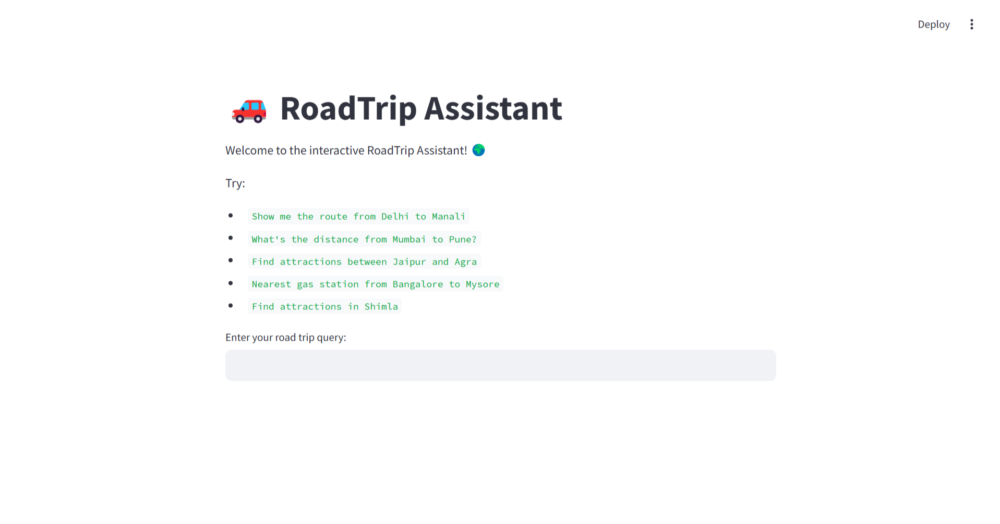 Deploy
RoadTrip Assistant
Welcome to the interactive RoadTrip Assistant!
Try:
Show me the route from Delhi to Manali
What's the distance from Mumbai to Pune?
Find attractions between Jaipur and Agra
Nearest gas station from Bangalore to Mysore
Find attractions in Shimla
Enter your road trip query: